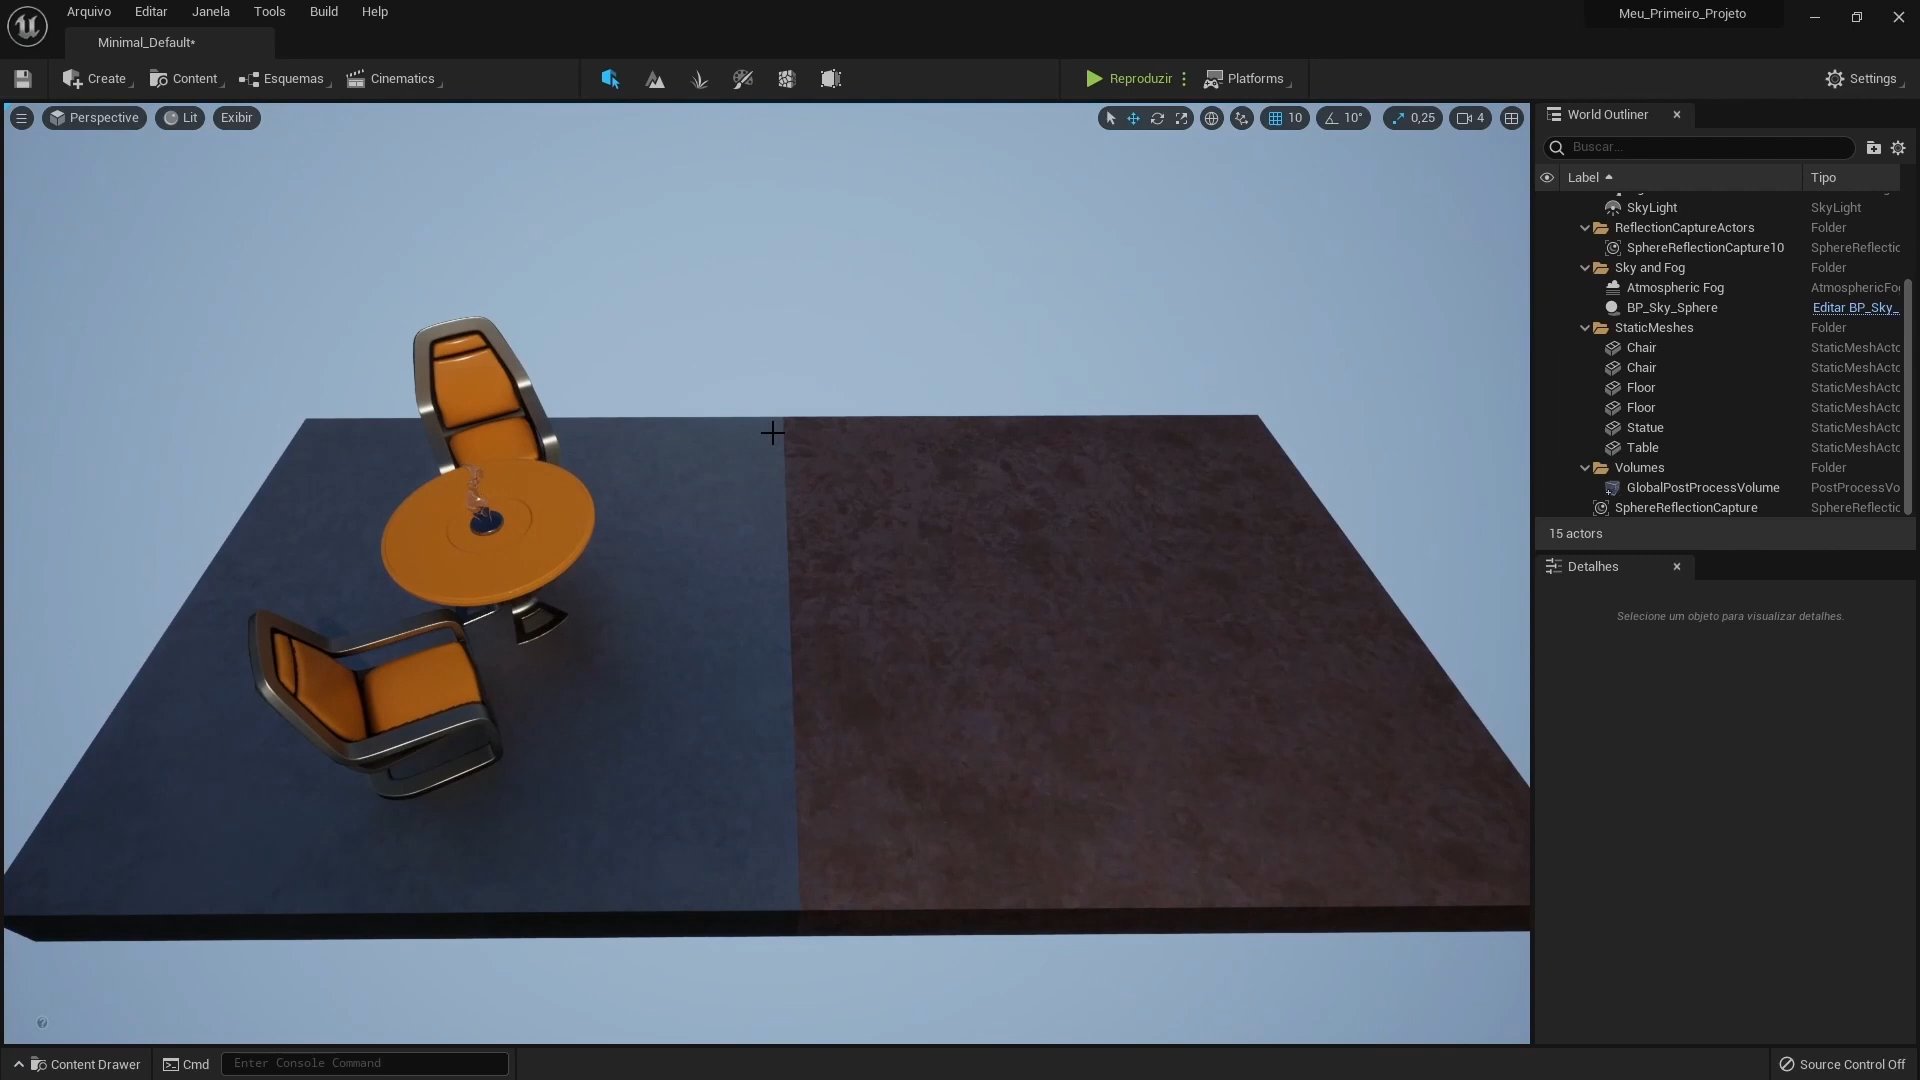 Arquivo Editar Janela Tools Build Help
Meu_Primeiro_Projeto
Minimal_Default*
Create Content Esquemas Cinematics Reproduzir Platforms Settings
Perspective Lit Exibir 10 10° 0,25 4
World Outliner
Buscar...
Label Tipo
SkyLight SkyLight
ReflectionCaptureActors Folder
SphereReflectionCapture10 SphereReflectic
Sky and Fog Folder
Atmospheric Fog AtmosphericFo
BP_Sky_Sphere Editar BP_Sky_
StaticMeshes Folder
Chair StaticMeshActo
Chair StaticMeshActo
Floor StaticMeshActo
Floor StaticMeshActo
Statue StaticMeshActo
Table StaticMeshActo
Volumes Folder
GlobalPostProcessVolume PostProcessVo
SphereReflectionCapture SphereReflectic
15 actors
Detalhes
Selecione um objeto para visualizar detalhes.
Content Drawer Cmd Enter Console Command Source Control Off